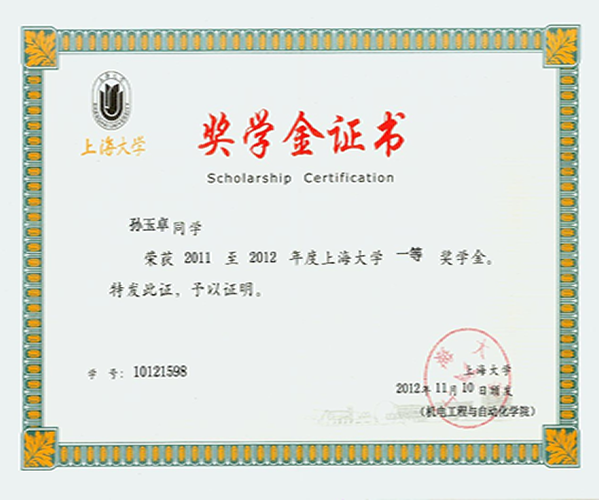 上海大学
奖学金证书
Scholarship Certification
孙玉卓同学
荣获 2011 至 2012 年度上海大学 一等 奖学金。
特发此证，予以证明。
学 号：10121598
上海大学
2012年 11月 10日颁发
（机电工程与自动化学院）